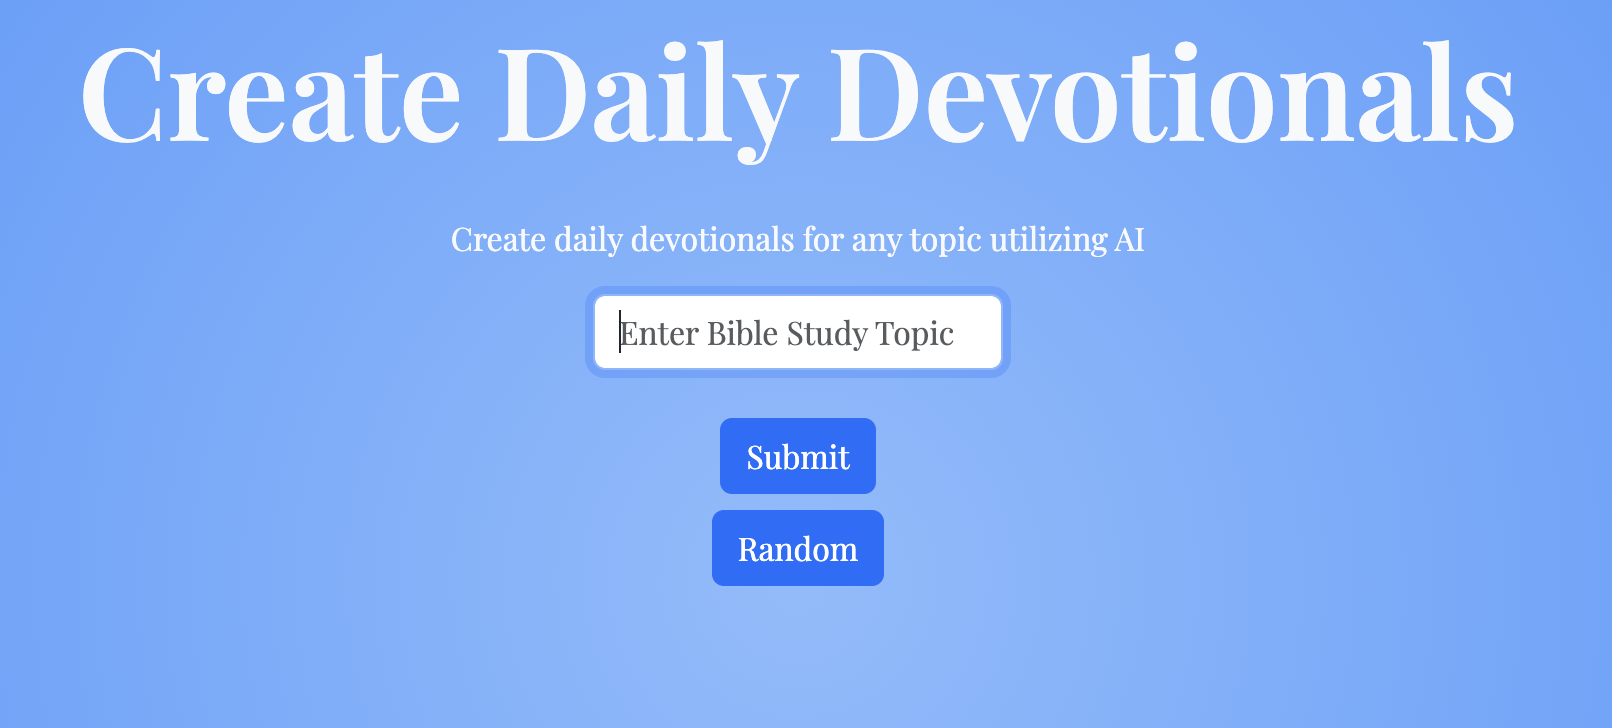 Create Daily Devotionals
Create daily devotionals for any topic utilizing AI
Enter Bible Study Topic
Submit
Random